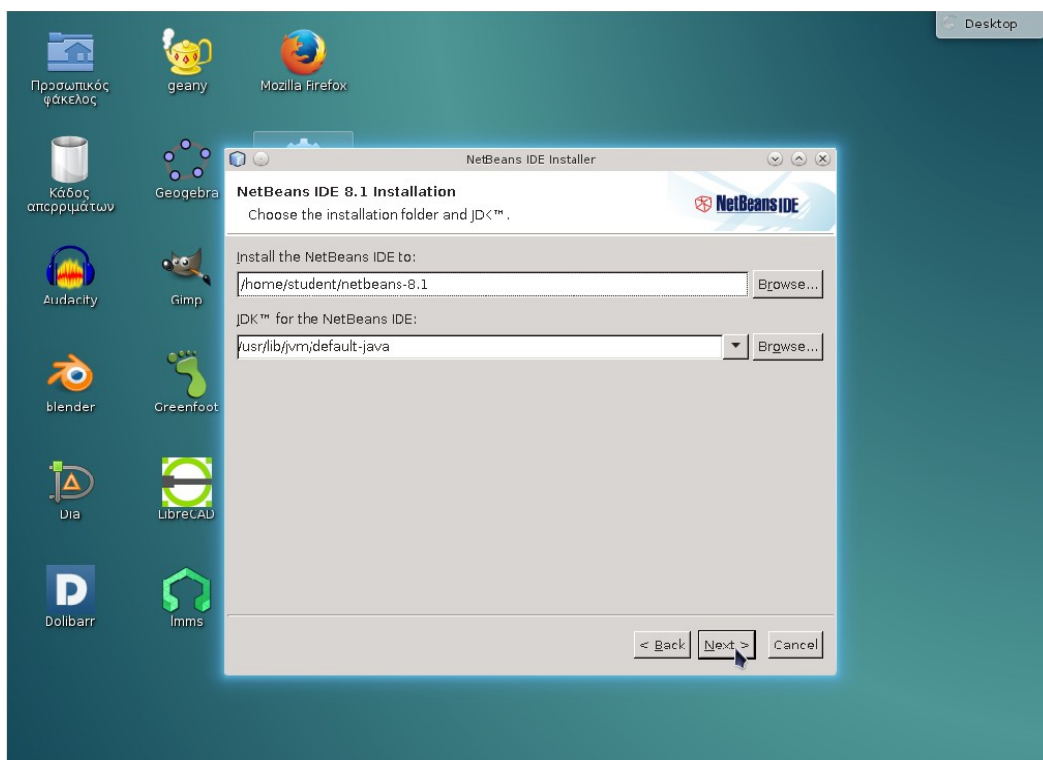 Desktop
Προσωπικός
φάκελος
geany
Mozilla Firefox
Κάδος
απορριμάτων
Geogebra
Audacity
Gimp
blender
Greenfoot
Dia
LibreCAD
Dolibarr
lmms
NetBeans IDE Installer
NetBeans IDE 8.1 Installation
Choose the installation folder and JDK™.
NetBeans IDE
Install the NetBeans IDE to:
/home/student/netbeans-8.1
Browse...
JDK™ for the NetBeans IDE:
/usr/lib/jvm/default-java
Browse...
< Back
Next >
Cancel